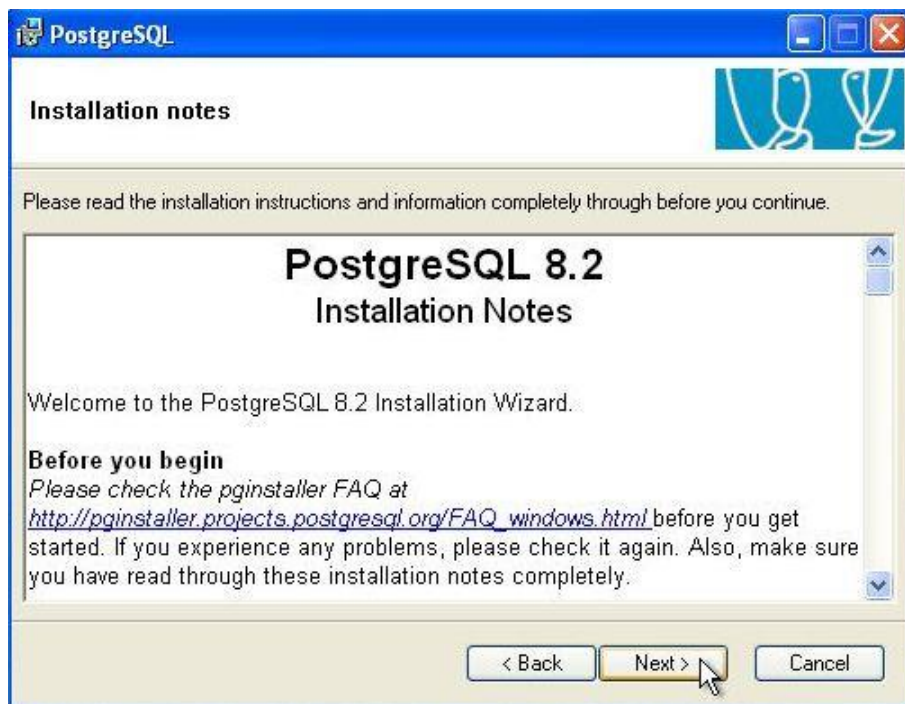 PostgreSQL
Installation notes
Please read the installation instructions and information completely through before you continue.
PostgreSQL 8.2
Installation Notes
Welcome to the PostgreSQL 8.2 Installation Wizard.
Before you begin
Please check the pginstaller FAQ at
http://pginstaller.projects.postgresql.org/FAQ_windows.html before you get
started. If you experience any problems, please check it again. Also, make sure
you have read through these installation notes completely.
< Back Next > Cancel